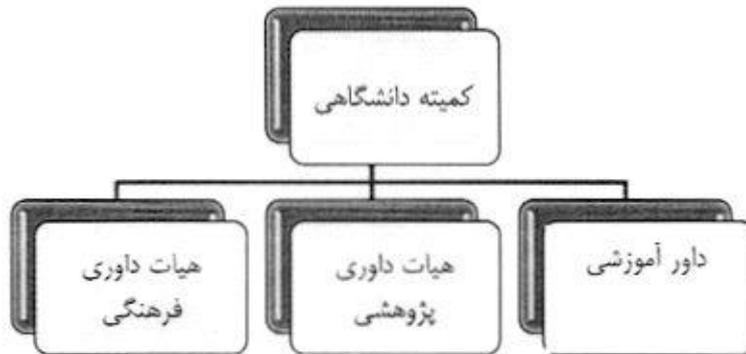 کمیته دانشگاهی
داور آموزشی
هیات داوری
پژوهشی
هیات داوری
فرهنگی